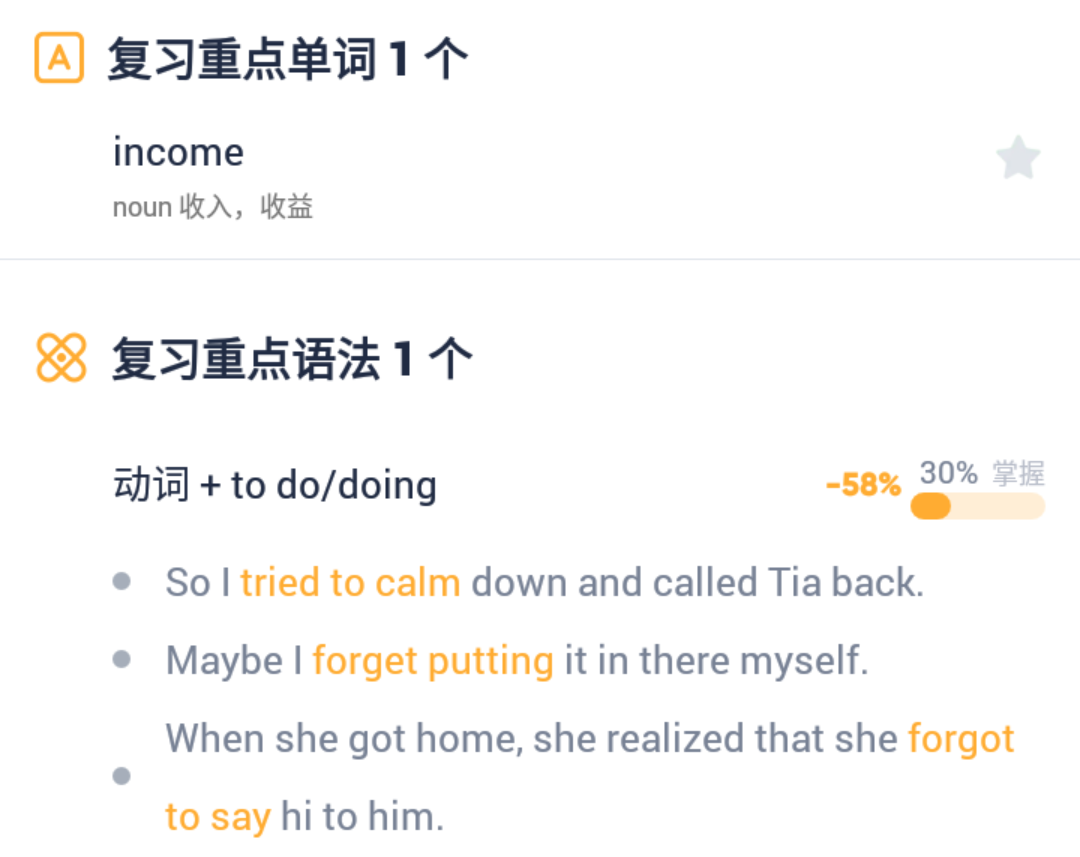 A 复习重点单词 1 个
income
noun 收入，收益
复习重点语法 1 个
动词 + to do/doing -58% 30% 掌握
So I tried to calm down and called Tia back.
Maybe I forget putting it in there myself.
When she got home, she realized that she forgot
to say hi to him.